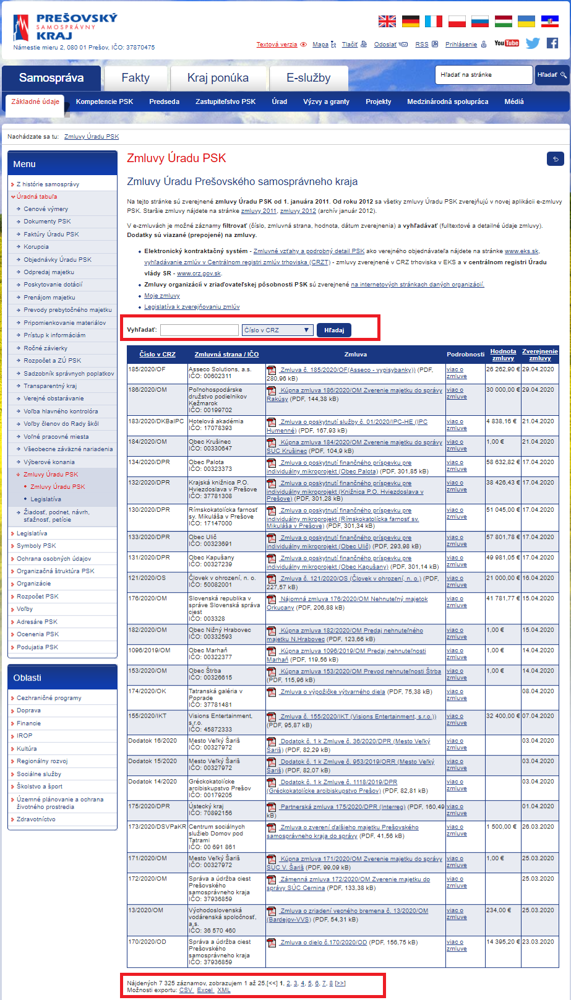 PREŠOVSKÝ
SAMOSPRÁVNY
KRAJ
Námestie mieru 2, 080 01 Prešov, IČO: 37870475
Textová verzia Mapa Tlačiť Odoslať RSS Prihlásenie YouTube
Samospráva Fakty Kraj ponúka E-služby
Hľadať na stránke Hľadať
Základné údaje Kompetencie PSK Predseda Zastupiteľstvo PSK Úrad Výzvy a granty Projekty Medzinárodná spolupráca Médiá
Nachádzate sa tu: Zmluvy Úradu PSK
Menu
Z histórie samosprávy
Úradná tabuľa
Cenové výmery
Dokumenty PSK
Faktúry Úradu PSK
Korupcia
Objednávky Úradu PSK
Odpredaj majetku
Poskytovanie dotácií
Prenájom majetku
Prevody prebytočného majetku
Pripomienkovanie materiálov
Prístup k informáciám
Ročné závierky
Rozpočet a ZÚ PSK
Sadzobník správnych poplatkov
Transparentný kraj
Verejné obstarávanie
Voľba hlavného kontrolóra
Voľby členov do Rady škôl
Voľné pracovné miesta
Všeobecne záväzné nariadenia
Výberové konania
Zmluvy Úradu PSK
Zmluvy Úradu PSK
Legislatíva
Žiadosť, podnet, návrh,
sťažnosť, petície
Legislatíva
Symboly PSK
Ochrana osobných údajov
Organizačná štruktúra PSK
Organizácie
Rozpočet PSK
Voľby
Adresáre PSK
Ocenenia PSK
Podujatia PSK
Oblasti
Cezhraničné programy
Doprava
Financie
IROP
Kultúra
Regionálny rozvoj
Sociálne služby
Školstvo a šport
Územné plánovanie a ochrana
životného prostredia
Zdravotníctvo
Zmluvy Úradu PSK
Zmluvy Úradu Prešovského samosprávneho kraja
Na tejto stránke sú zverejnené zmluvy Úradu PSK od 1. januára 2011. Od roku 2012 sa všetky zmluvy Úradu PSK zverejňujú v novej aplikácii e-zmluvy
PSK. Staršie zmluvy nájdete na stránke zmluvy 2011, zmluvy 2012 (archív január 2012).
V e-zmluvách je možné záznamy filtrovať (číslo, zmluvná strana, hodnota, dátum zverejnenia) a vyhľadávať (fulltextové a detailné údaje zmluvy).
Dodatky sú viazané (prepojené) na zmluvy.
Elektronický kontraktačný systém - Zmluvné vzťahy a podrobný detail PSK ako verejného objednávateľa nájdete na stránke www.eks.sk,
vyhľadávanie zmlúv v Centrálnom registri zmlúv trhoviska (CRZT) - zmluvy zverejnené v CRZ trhoviska v EKS a v centrálnom registri Úradu
vlády SR - www.crz.gov.sk.
Zmluvy organizácií v zriaďovateľskej pôsobnosti PSK sú zverejnené na internetových stránkach daných organizácií.
Moje zmluvy
Legislatíva k zverejňovaniu zmlúv
Vyhľadať: Číslo v CRZ Hľadaj
Číslo v CRZ Zmluvná strana / IČO Zmluva Podrobnosti Hodnota zmluvy Zverejnenie zmluvy
185/2020/OF Asseco Solutions, a.s. IČO: 00602311 Zmluva č. 185/2020/OF(Asseco - vypisybanky)) (PDF, 280,96 kB) viac o zmluve 26 262,90 € 29.04.2020
186/2020/OM Poľnohospodárske družstvo podielnikov Kežmarok IČO: 00199702 Kúpna zmluva 186/2020/OM Zverenie majetku do správy Rakúsy (PDF, 144,38 kB) viac o zmluve 30 000,00 € 29.04.2020
183/2020/DKBaIPC Hotelová akadémia IČO: 17078393 Zmluva o poskytnutí služby č. 01/2020/IPC-HE (IPC Humenné) (PDF, 167,93 kB) viac o zmluve 4 838,16 € 21.04.2020
184/2020/OM Obec Krušinec IČO: 00330647 Kúpna zmluva 184/2020/OM Zverenie majetku do správy SUC Krušinec (PDF, 104,9 kB) viac o zmluve 1,00 € 21.04.2020
134/2020/DPR Obec Palota IČO: 00323373 Zmluva o poskytnutí finančného príspevku pre individuálny mikroprojekt (Obec Palota) (PDF, 301,85 kB) viac o zmluve 58 632,82 € 17.04.2020
132/2020/DPR Krajská knižnica P.O. Hviezdoslava v Prešove IČO: 37781308 Zmluva o poskytnutí finančného príspevku pre individuálny mikroprojekt (Knižnica P.O. Hviezdoslava v Prešove) (PDF, 301,28 kB) viac o zmluve 38 426,43 € 17.04.2020
130/2020/DPR Rímskokatolícka farnosť sv. Mikuláša v Prešove IČO: 17147000 Zmluva o poskytnutí finančného príspevku pre individuálny mikroprojekt (Rímskokatolícka farnosť sv. Mikuláša v Prešove) (PDF, 301,34 kB) viac o zmluve 51 045,00 € 17.04.2020
133/2020/DPR Obec Ulič IČO: 00323691 Zmluva o poskytnutí finančného príspevku pre individuálny mikroprojekt (Obec Ulič) (PDF, 293,98 kB) viac o zmluve 57 801,78 € 17.04.2020
131/2020/DPR Obec Kapušany IČO: 00327239 Zmluva o poskytnutí finančného príspevku pre individuálny mikroprojekt (Obec Kapušany) (PDF, 301,14 kB) viac o zmluve 49 981,05 € 17.04.2020
121/2020/OS Človek v ohrození, n. o. IČO: 50082001 Zmluva č. 121/2020/OS (Človek v ohrození, n. o.) (PDF, 227,57 kB) viac o zmluve 21 000,00 € 16.04.2020
176/2020/OM Slovenská republika v správe Slovenská správa ciest IČO: 003328 Nájomná zmluva 176/2020/OM Nehnuteľný majetok Orkucany (PDF, 206,88 kB) viac o zmluve 41 781,77 € 15.04.2020
182/2020/OM Obec Nižný Hrabovec IČO: 00332593 Kúpna zmluva 182/2020/OM Predaj nehnuteľného majetku N.Hrabovec (PDF, 123,66 kB) viac o zmluve 1,00 € 15.04.2020
1096/2019/OM Obec Marhaň IČO: 00322377 Kúpna zmluva 1096/2019/OM Predaj nehnuteľnosti Marhaň (PDF, 119,56 kB) viac o zmluve 1,00 € 14.04.2020
153/2020/OM Obec Štrba IČO: 00326615 Kúpna zmluva 153/2020/OM Prevod nehnuteľnosti Štrba (PDF, 115,96 kB) viac o zmluve 1,00 € 14.04.2020
174/2020/OK Tatranská galéria v Poprade IČO: 37781481 Zmluva o výpožičke výtvarného diela (PDF, 75,38 kB) viac o zmluve 08.04.2020
155/2020/IKT Visions Entertainment, s.r.o. IČO: 45872333 Zmluva č. 155/2020/IKT (Visions Entertainment, s.r.o.)) (PDF, 95,87 kB) viac o zmluve 32 400,00 € 07.04.2020
Dodatok 16/2020 Mesto Veľký Šariš IČO: 00327972 Dodatok č. 1 k Zmluve č. 36/2020/DPR (Mesto Veľký Šariš) (PDF, 82,29 kB) viac o zmluve 03.04.2020
Dodatok 15/2020 Mesto Veľký Šariš IČO: 00327972 Dodatok č. 1 k Zmluve č. 953/2019/ORR (Mesto Veľký Šariš) (PDF, 82,07 kB) viac o zmluve 03.04.2020
Dodatok 14/2020 Gréckokatolícke arcibiskupstvo Prešov IČO: 00179205 Dodatok č. 1 k Zmluve č. 1118/2019/DPR (Gréckokatolícke arcibiskupstvo Prešov) (PDF, 82,81 kB) viac o zmluve 03.04.2020
175/2020/DPR Ústecký kraj IČO: 70892156 Partnerská zmluva 175/2020/DPR (Interreg) (PDF, 160,49 kB) viac o zmluve 01.04.2020
173/2020/DSVPaKR Centrum sociálnych služieb Domov pod Tatrami IČO: 00 691 861 Zmluva o zverení ďalšieho majetku Prešovského samosprávneho kraja do správy (PDF, 41,56 kB) viac o zmluve 1 500,00 € 26.03.2020
171/2020/OM Mesto Veľký Šariš IČO: 00327972 Kúpna zmluva 171/2020/OM Zverenie majetku do správy SUC V. Šariš (PDF, 99,09 kB) viac o zmluve 1,00 € 25.03.2020
172/2020/OM Správa a údržba ciest Prešovského samosprávneho kraja IČO: 37936859 Zámenná zmluva 172/2020/OM Zverenie majetku do správy SÚC Cernina (PDF, 133,38 kB) viac o zmluve 25.03.2020
13/2020/OM Východoslovenská vodárenská spoločnosť, a.s. IČO: 36 570 460 Zmluva o zriadení vecného bremena č. 13/2020/OM (Bardejov-VVS) (PDF, 54,31 kB) viac o zmluve 234,00 € 25.03.2020
170/2020/OD Správa a údržba ciest Prešovského samosprávneho kraja IČO: 37936859 Zmluva o dielo č.170/2020/OD (PDF, 156,75 kB) viac o zmluve 14 395,20 € 23.03.2020
Nájdených 7 325 záznamov, zobrazujem 1 až 25.[<<] 1, 2, 3, 4, 5, 6, 7, 8 [>>]
Možnosti exportu: CSV Excel XML